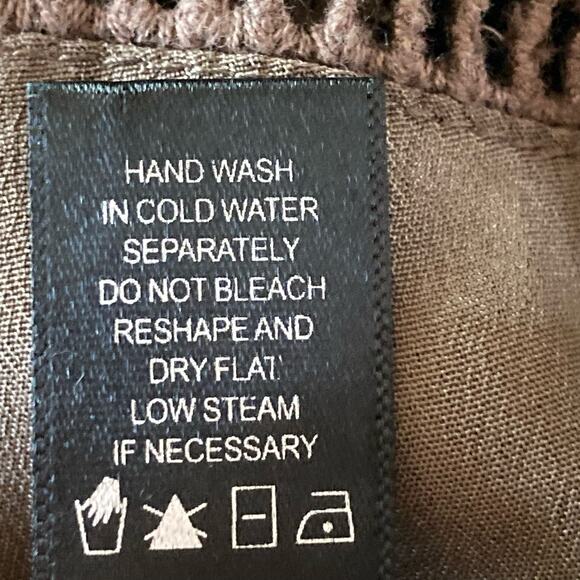 HAND WASH
IN COLD WATER
SEPARATELY
DO NOT BLEACH
RESHAPE AND
DRY FLAT
LOW STEAM
IF NECESSARY